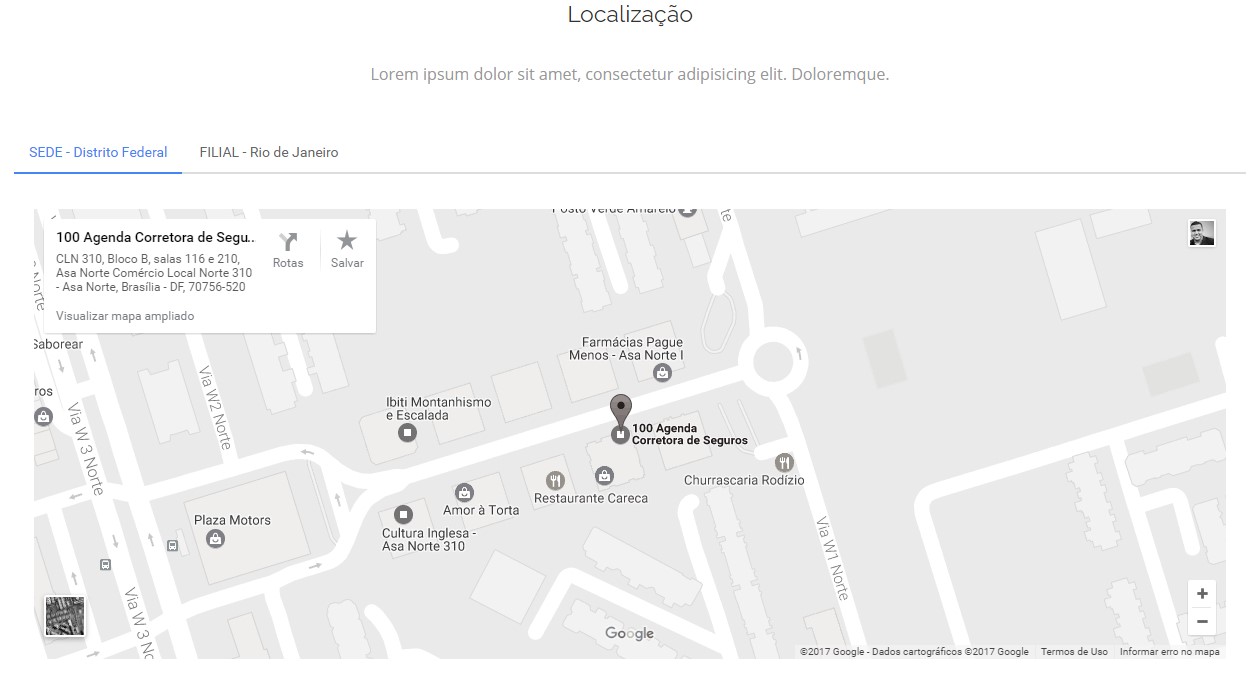 Localização
Lorem ipsum dolor sit amet, consectetur adipisicing elit. Doloremque.
SEDE - Distrito Federal
FILIAL - Rio de Janeiro
Posto Verde Amarelo
100 Agenda Corretora de Segu..
CLN 310, Bloco B, salas 116 e 210,
Asa Norte Comércio Local Norte 310
- Asa Norte, Brasília - DF, 70756-520
Visualizar mapa ampliado
Rotas
Salvar
Norte
te
Saborear
ros
Farmácias Pague
Menos - Asa Norte I
Via W2 Norte
Via W 3 Norte
Ibiti Montanhismo
e Escalada
100 Agenda
Corretora de Seguros
Churrascaria Rodízio
Restaurante Careca
Amor à Torta
Plaza Motors
Cultura Inglesa -
Asa Norte 310
Via W1 Norte
Via W 3 Nc
Google
+
−
©2017 Google - Dados cartográficos ©2017 Google
Termos de Uso
Informar erro no mapa